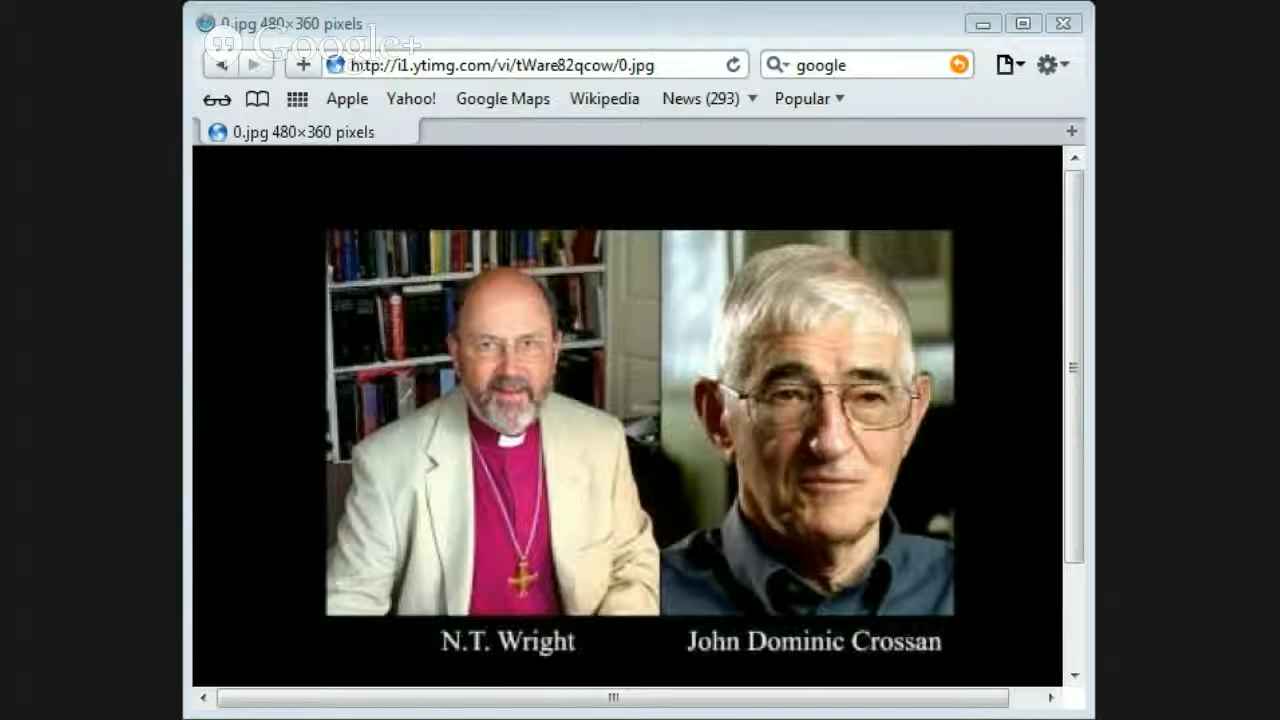 0.jpg 480×360 pixels
Google+
http://i1.ytimg.com/vi/tWare82qcow/0.jpg
google
Apple Yahoo! Google Maps Wikipedia News (293) Popular
0.jpg 480×360 pixels
N.T. Wright John Dominic Crossan